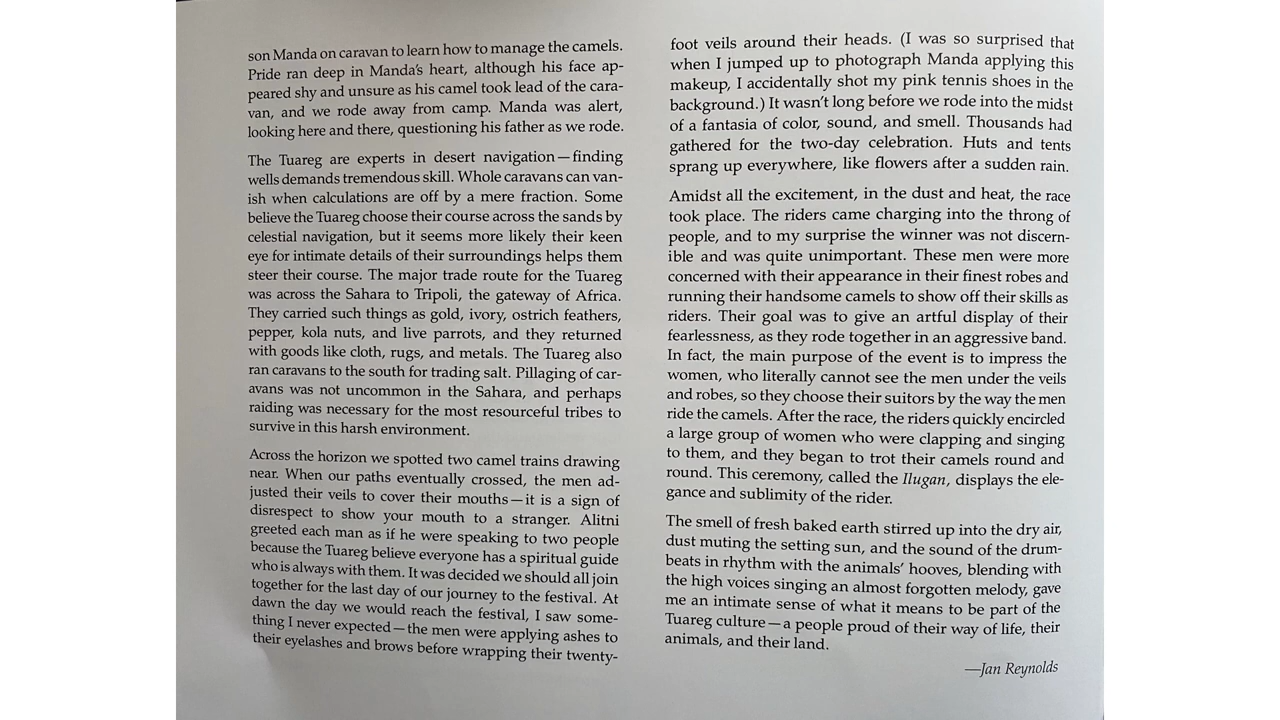 son Manda on caravan to learn how to manage the camels.
Pride ran deep in Manda's heart, although his face ap-
peared shy and unsure as his camel took lead of the cara-
van, and we rode away from camp. Manda was alert,
looking here and there, questioning his father as we rode.
The Tuareg are experts in desert navigation—finding
wells demands tremendous skill. Whole caravans can van-
ish when calculations are off by a mere fraction. Some
believe the Tuareg choose their course across the sands by
celestial navigation, but it seems more likely their keen
eye for intimate details of their surroundings helps them
steer their course. The major trade route for the Tuareg
was across the Sahara to Tripoli, the gateway of Africa.
They carried such things as gold, ivory, ostrich feathers,
pepper, kola nuts, and live parrots, and they returned
with goods like cloth, rugs, and metals. The Tuareg also
ran caravans to the south for trading salt. Pillaging of car-
avans was not uncommon in the Sahara, and perhaps
raiding was necessary for the most resourceful tribes to
survive in this harsh environment.
Across the horizon we spotted two camel trains drawing
near. When our paths eventually crossed, the men ad-
justed their veils to cover their mouths—it is a sign of
disrespect to show your mouth to a stranger. Alitni
greeted each man as if he were speaking to two people
because the Tuareg believe everyone has a spiritual guide
who is always with them. It was decided we should all join
together for the last day of our journey to the festival. At
dawn the day we would reach the festival, I saw some-
thing I never expected—the men were applying ashes to
their eyelashes and brows before wrapping their twenty-
foot veils around their heads. (I was so surprised that
when I jumped up to photograph Manda applying this
makeup, I accidentally shot my pink tennis shoes in the
background.) It wasn't long before we rode into the midst
of a fantasia of color, sound, and smell. Thousands had
gathered for the two-day celebration. Huts and tents
sprang up everywhere, like flowers after a sudden rain.
Amidst all the excitement, in the dust and heat, the race
took place. The riders came charging into the throng of
people, and to my surprise the winner was not discern-
ible and was quite unimportant. These men were more
concerned with their appearance in their finest robes and
running their handsome camels to show off their skills as
riders. Their goal was to give an artful display of their
fearlessness, as they rode together in an aggressive band.
In fact, the main purpose of the event is to impress the
women, who literally cannot see the men under the veils
and robes, so they choose their suitors by the way the men
ride the camels. After the race, the riders quickly encircled
a large group of women who were clapping and singing
to them, and they began to trot their camels round and
round. This ceremony, called the Ilugan, displays the ele-
gance and sublimity of the rider.
The smell of fresh baked earth stirred up into the dry air,
dust muting the setting sun, and the sound of the drum-
beats in rhythm with the animals' hooves, blending with
the high voices singing an almost forgotten melody, gave
me an intimate sense of what it means to be part of the
Tuareg culture—a people proud of their way of life, their
animals, and their land.
—Jan Reynolds